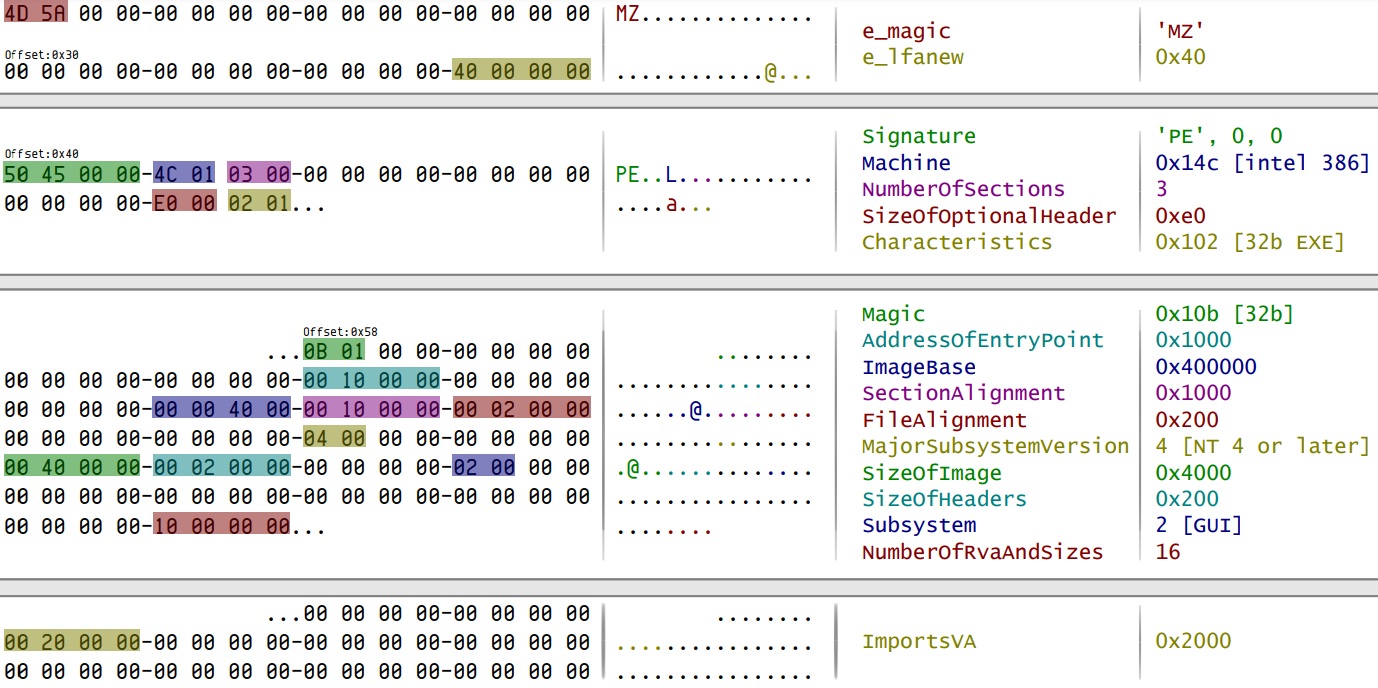 4D 5A 00 00-00 00 00 00-00 00 00 00-00 00 00 00 MZ.............. e_magic 'MZ'
Offset:0x30
00 00 00 00-00 00 00 00-00 00 00 00-40 00 00 00 ............@... e_lfanew 0x40
Offset:0x40
50 45 00 00-4C 01 03 00-00 00 00 00-00 00 00 00 PE..L...........
00 00 00 00-E0 00 02 01... ....a...
Signature 'PE', 0, 0
Machine 0x14c [intel 386]
NumberOfSections 3
SizeOfOptionalHeader 0xe0
Characteristics 0x102 [32b EXE]
Offset:0x58
...0B 01 00 00-00 00 00 00 ........
00 00 00 00-00 00 00 00-00 10 00 00-00 00 00 00 ................
00 00 00 00-00 00 40 00-00 10 00 00-00 02 00 00 ......@.........
00 00 00 00-00 00 00 00-04 00 00 00-00 00 00 00 ................
00 40 00 00-00 02 00 00-00 00 00 00-02 00 00 00 .@..............
00 00 00 00-00 00 00 00-00 00 00 00-00 00 00 00 ................
00 00 00 00-10 00 00 00... ........
Magic 0x10b [32b]
AddressOfEntryPoint 0x1000
ImageBase 0x400000
SectionAlignment 0x1000
FileAlignment 0x200
MajorSubsystemVersion 4 [NT 4 or later]
SizeOfImage 0x4000
SizeOfHeaders 0x200
Subsystem 2 [GUI]
NumberOfRvaAndSizes 16
...00 00 00 00-00 00 00 00 ........
00 20 00 00-00 00 00 00-00 00 00 00-00 00 00 00 ................ ImportsVA 0x2000
00 00 00 00-00 00 00 00-00 00 00 00-00 00 00 00 ................